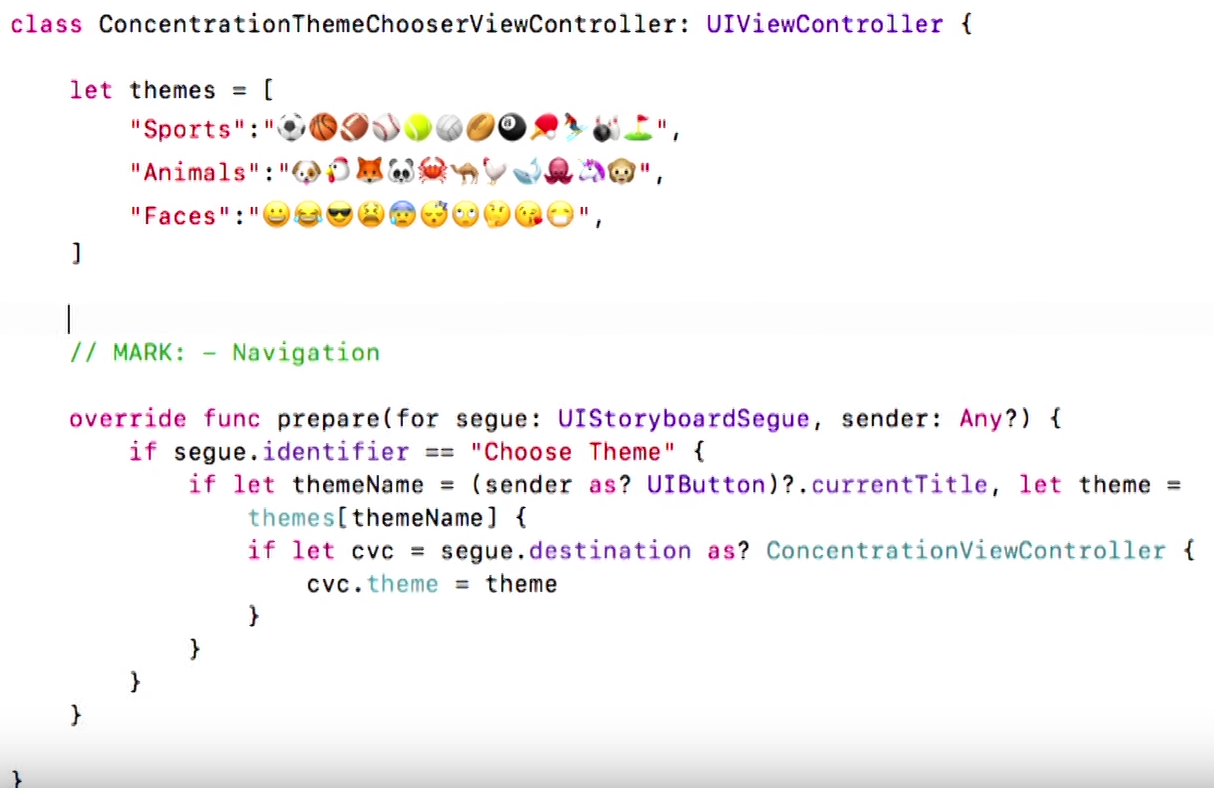 class ConcentrationThemeChooserViewController: UIViewController {
let themes = [
"Sports":"⚽️🏀🏈⚾️🎾🏐🏉🎱🏓⛷🎳⛳️",
"Animals":"🐶🐔🦊🐼🦀🐪🐓🐋🐙🦄🐵",
"Faces":"😀😂😎😫😰😴🙄🤔😘😷",
]
// MARK: - Navigation
override func prepare(for segue: UIStoryboardSegue, sender: Any?) {
if segue.identifier == "Choose Theme" {
if let themeName = (sender as? UIButton)?.currentTitle, let theme =
themes[themeName] {
if let cvc = segue.destination as? ConcentrationViewController {
cvc.theme = theme
}
}
}
}
}